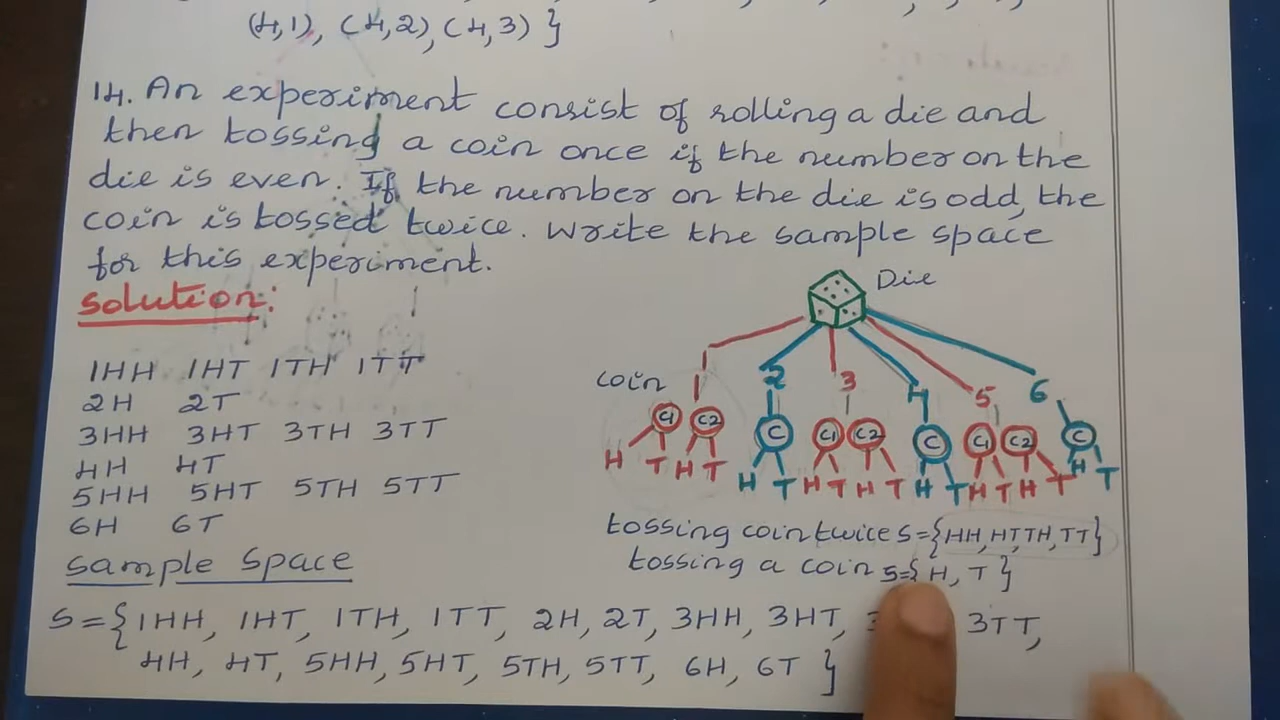 (4,1), (4,2), (4,3) }
14. An experiment consist of rolling a die and
then tossing a coin once if the number on the
die is even. If the number on the die is odd, the
coin is tossed twice. Write the sample space
for this experiment.
Solution:
Die
1HH 1HT 1TH 1TT
2H 2T
3HH 3HT 3TH 3TT
4H 4T
5HH 5HT 5TH 5TT
6H 6T
coin 1 2 3 4 5 6
C1 C2 C C1 C2 C C1 C2 C
H T H T H T H T H T H T H T H T H T
tossing coin twice S={HH, HT, TH, TT}
tossing a coin S={H, T}
Sample Space
S={1HH, 1HT, 1TH, 1TT, 2H, 2T, 3HH, 3HT, 3TT,
4H, 4T, 5HH, 5HT, 5TH, 5TT, 6H, 6T }